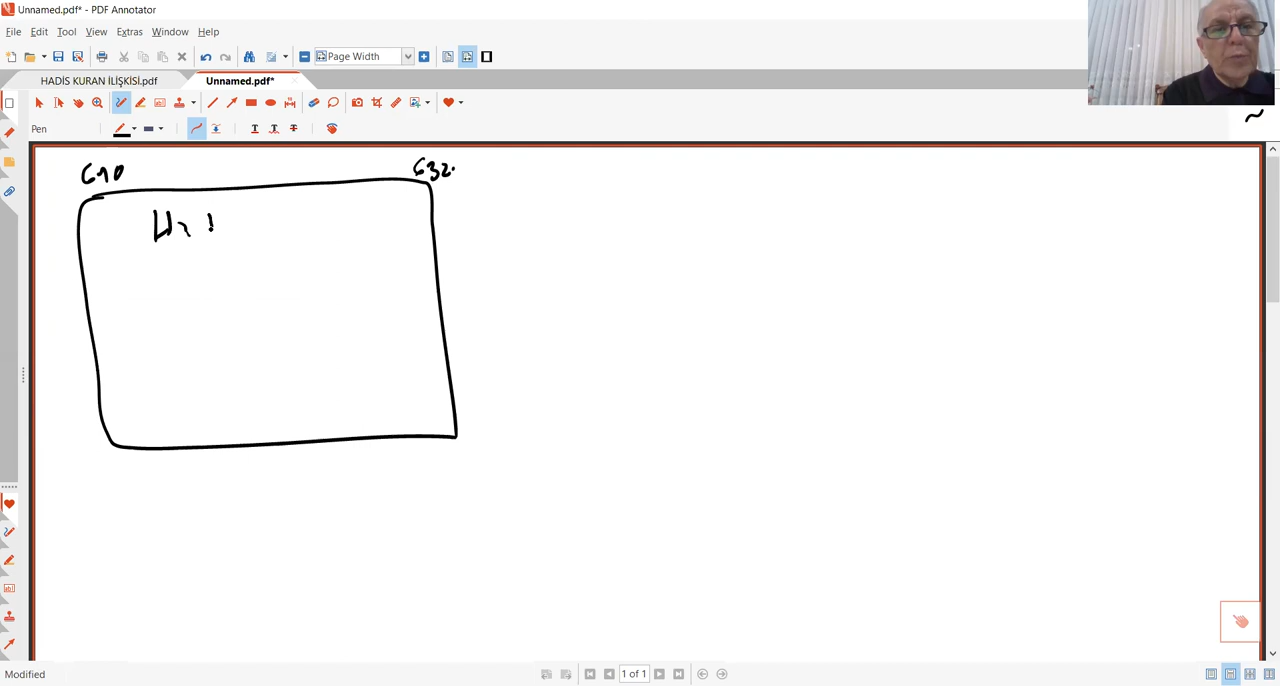 Unnamed.pdf* - PDF Annotator
File Edit Tool View Extras Window Help
Page Width
HADİS KURAN İLİŞKİSİ.pdf Unnamed.pdf*
Pen
610 632
Hz
1 of 1
Modified